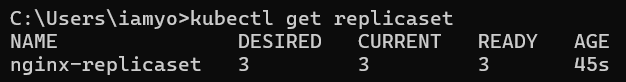 C:\Users\iamyo>kubectl get replicaset
NAME DESIRED CURRENT READY AGE
nginx-replicaset 3 3 3 45s